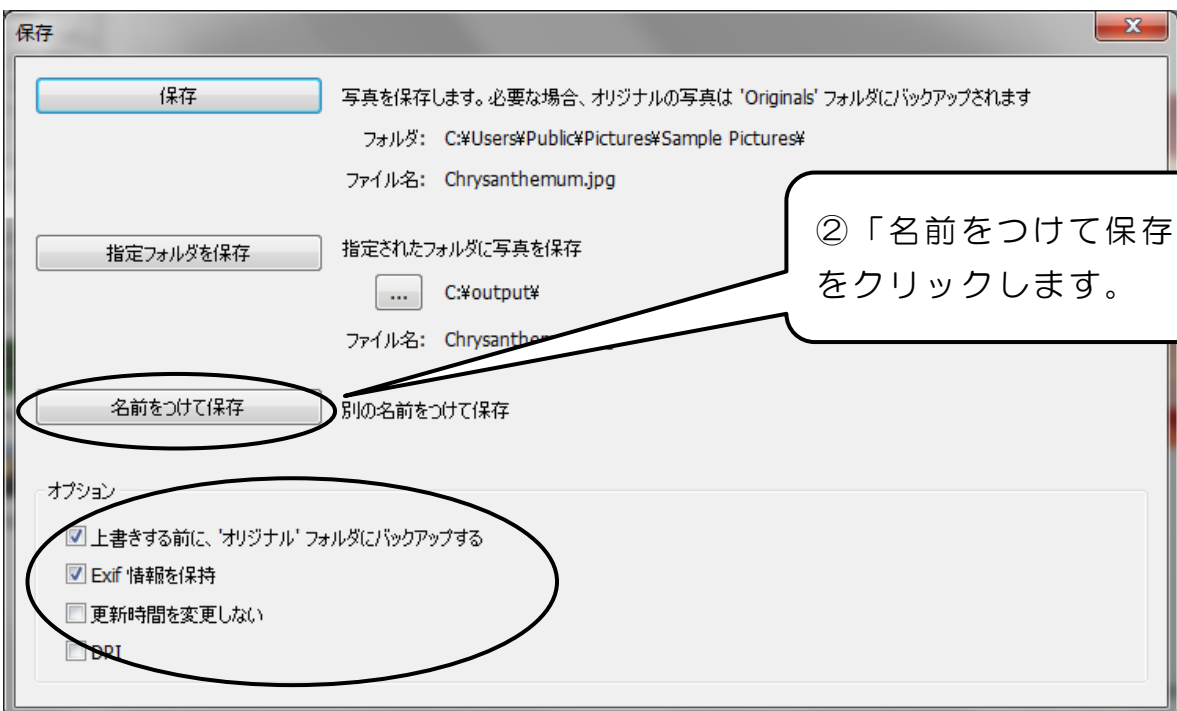 保存
保存
写真を保存します。必要な場合、オリジナルの写真は 'Originals' フォルダにバックアップされます
フォルダ: C:¥Users¥Public¥Pictures¥Sample Pictures¥
ファイル名: Chrysanthemum.jpg
②「名前をつけて保存
をクリックします。
指定フォルダを保存
指定されたフォルダに写真を保存
... C:¥output¥
ファイル名:
名前をつけて保存
別の名前をつけて保存
オプション
上書きする前に、'オリジナル' フォルダにバックアップする
Exif 情報を保持
更新時間を変更しない
DPI